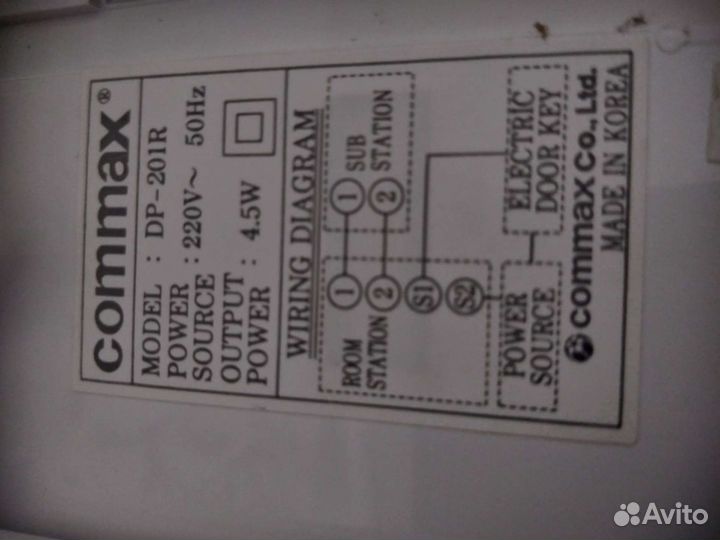 commax®
MODEL : DP-201R
POWER
SOURCE : 220V~ 50Hz
OUTPUT
POWER : 4.5W
WIRING DIAGRAM
ROOM
STATION
1
2
S1
S2
1 SUB
2 STATION
POWER
SOURCE
ELECTRIC
DOOR KEY
commax Co., Ltd.
MADE IN KOREA
Avito